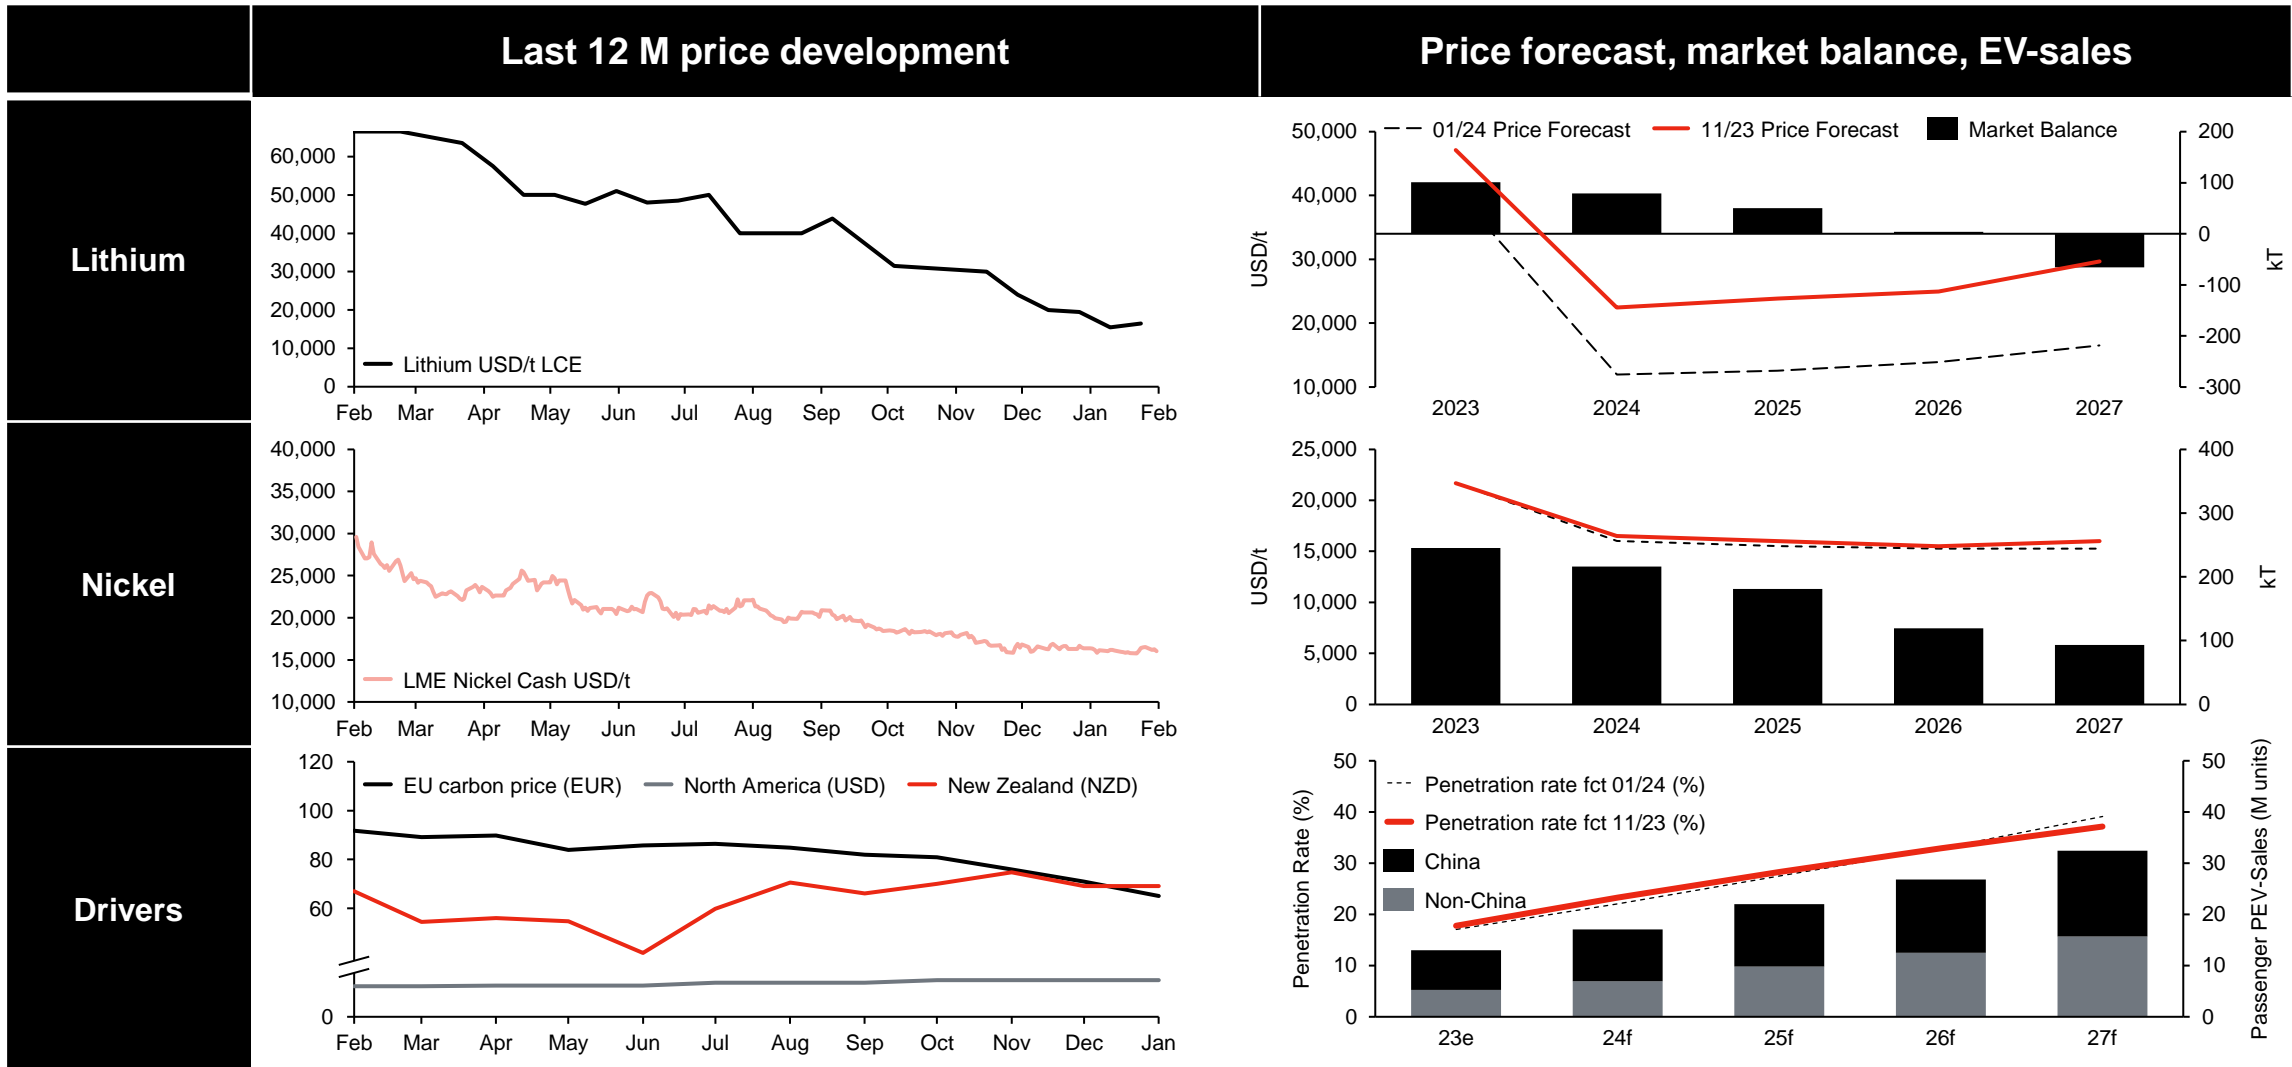 Last 12 M price development
Price forecast, market balance, EV-sales
Lithium
60,000
50,000
40,000
30,000
20,000
10,000
0
Lithium USD/t LCE
Feb Mar Apr May Jun Jul Aug Sep Oct Nov Dec Jan Feb
50,000
40,000
30,000
20,000
10,000
USD/t
01/24 Price Forecast 11/23 Price Forecast Market Balance
200
100
0
-100
-200
-300
kT
2023 2024 2025 2026 2027
Nickel
40,000
35,000
30,000
25,000
20,000
15,000
10,000
LME Nickel Cash USD/t
Feb Mar Apr May Jun Jul Aug Sep Oct Nov Dec Jan Feb
25,000
20,000
15,000
10,000
5,000
0
USD/t
400
300
200
100
0
kT
2023 2024 2025 2026 2027
Drivers
120
100
80
60
0
EU carbon price (EUR) North America (USD) New Zealand (NZD)
Feb Mar Apr May Jun Jul Aug Sep Oct Nov Dec Jan
50
40
30
20
10
0
Penetration Rate (%)
Penetration rate fct 01/24 (%)
Penetration rate fct 11/23 (%)
China
Non-China
50
40
30
20
10
0
Passenger PEV-Sales (M units)
23e 24f 25f 26f 27f